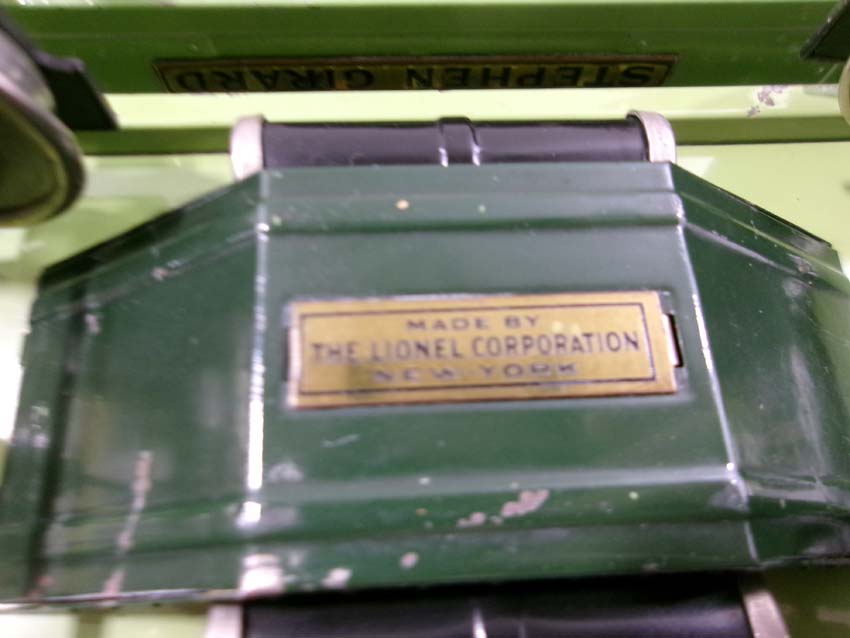 STEPHEN GIRARD
MADE BY
THE LIONEL CORPORATION
NEW-YORK